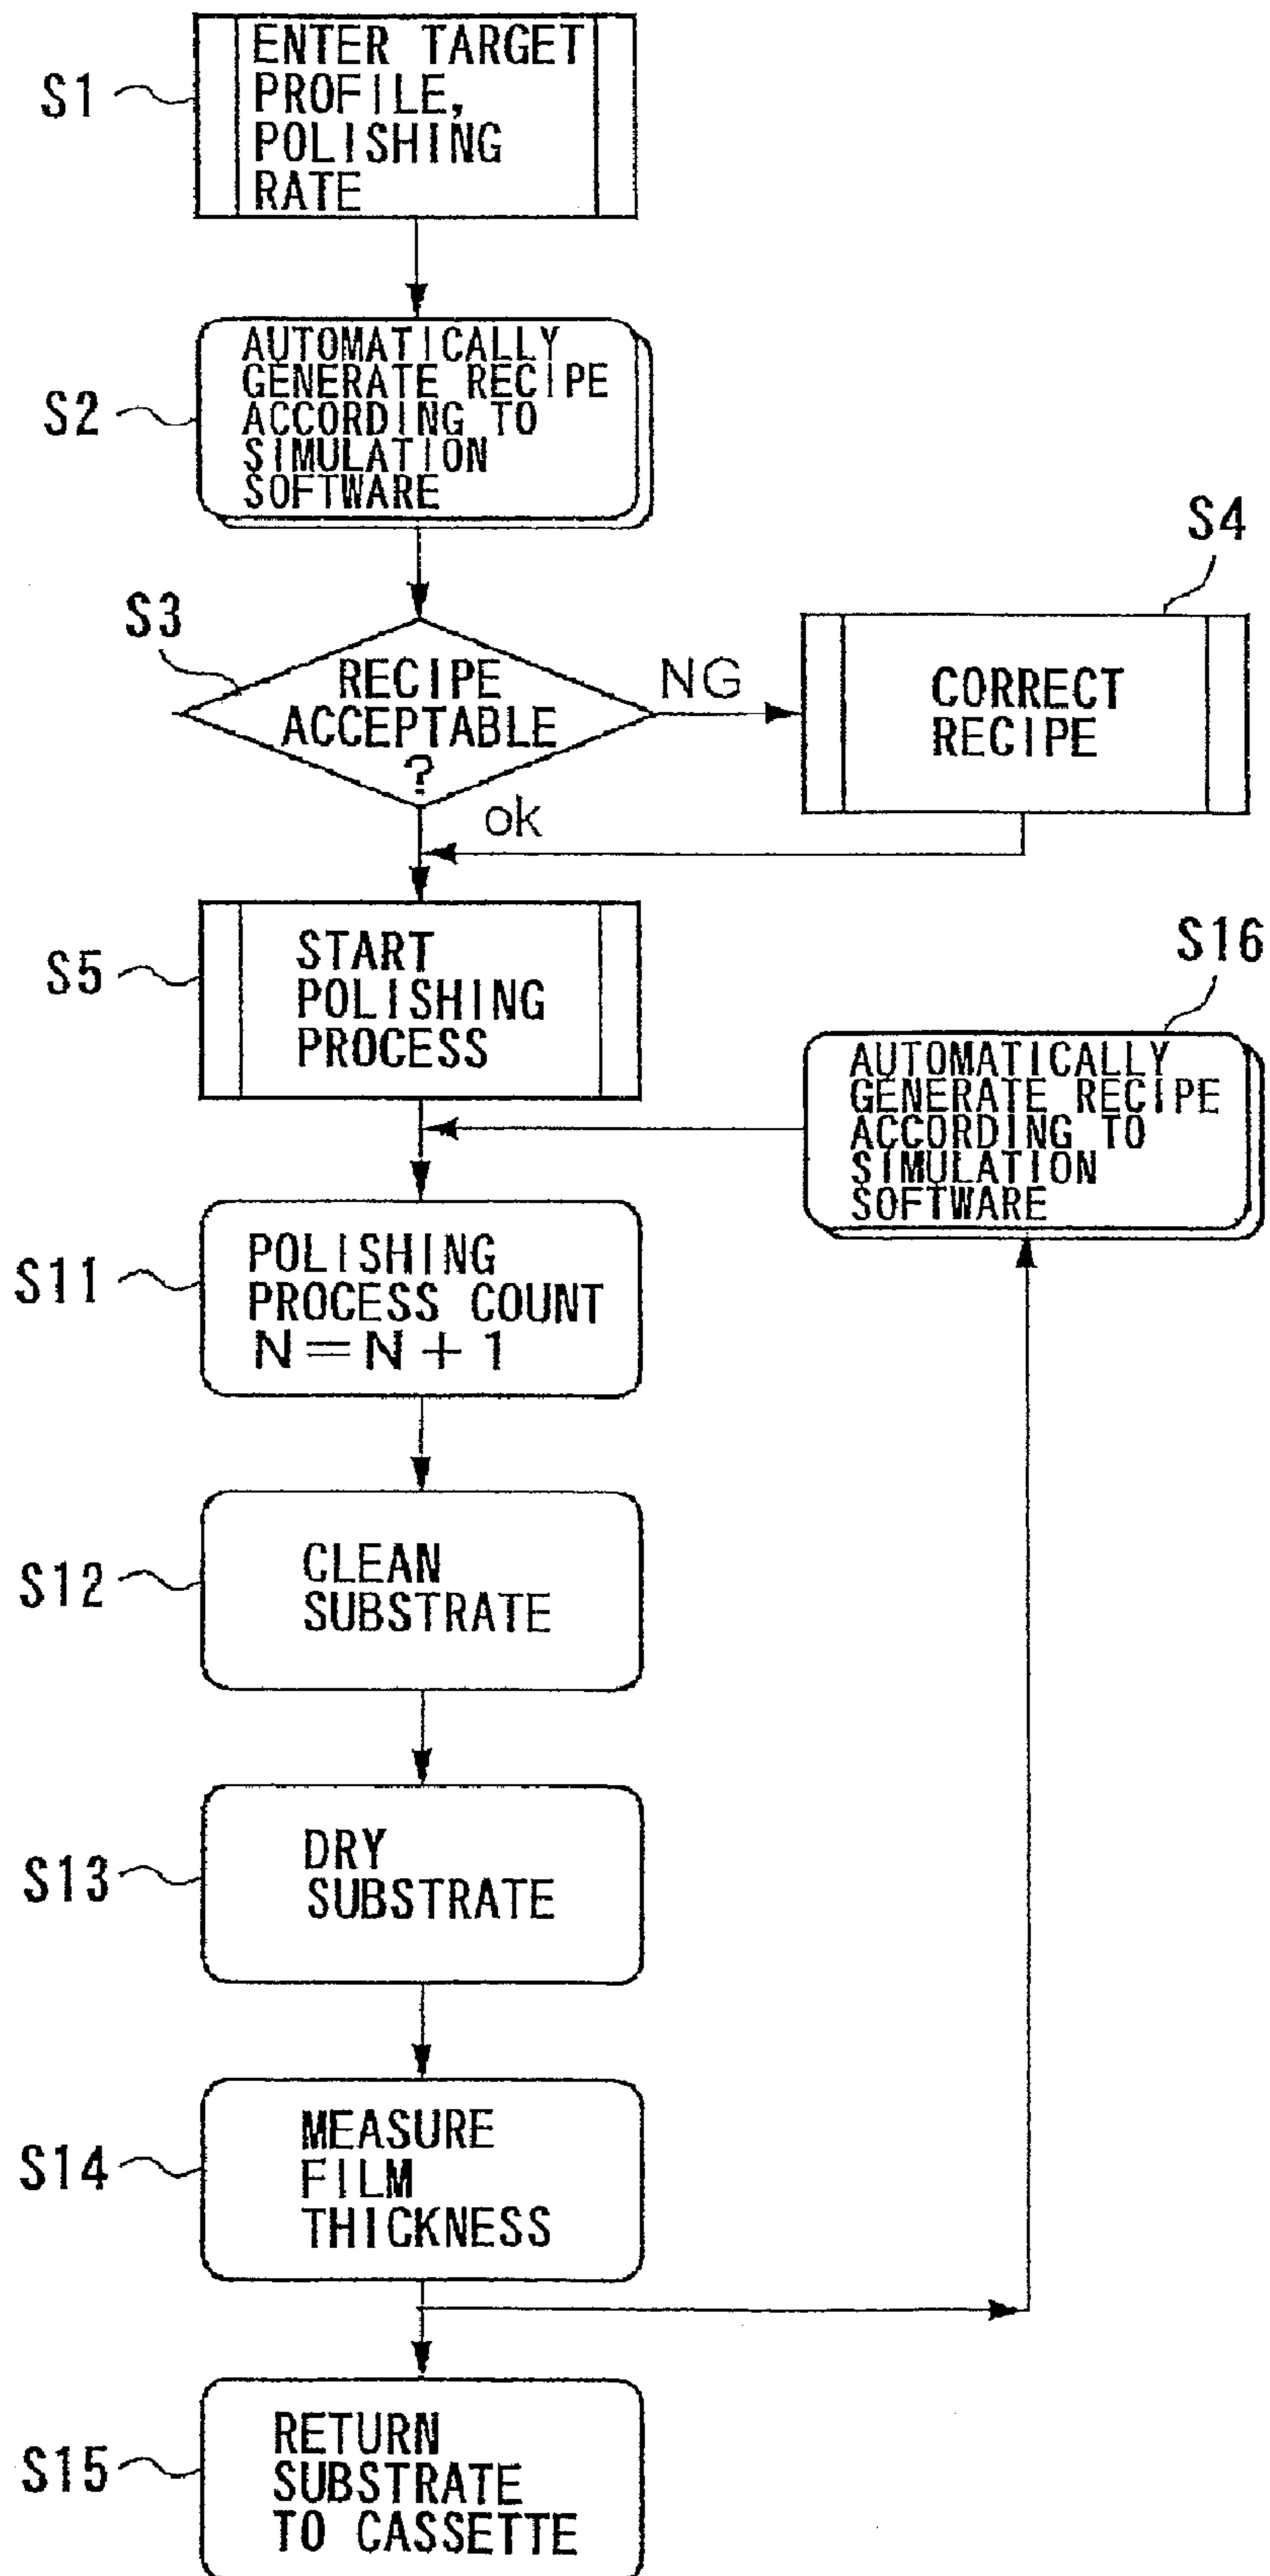 S1
ENTER TARGET
PROFILE,
POLISHING
RATE
S2
AUTOMATICALLY
GENERATE RECIPE
ACCORDING TO
SIMULATION
SOFTWARE
S3
RECIPE
ACCEPTABLE
?
NG
ok
S4
CORRECT
RECIPE
S5
START
POLISHING
PROCESS
S16
AUTOMATICALLY
GENERATE RECIPE
ACCORDING TO
SIMULATION
SOFTWARE
S11
POLISHING
PROCESS COUNT
N=N+1
S12
CLEAN
SUBSTRATE
S13
DRY
SUBSTRATE
S14
MEASURE
FILM
THICKNESS
S15
RETURN
SUBSTRATE
TO CASSETTE